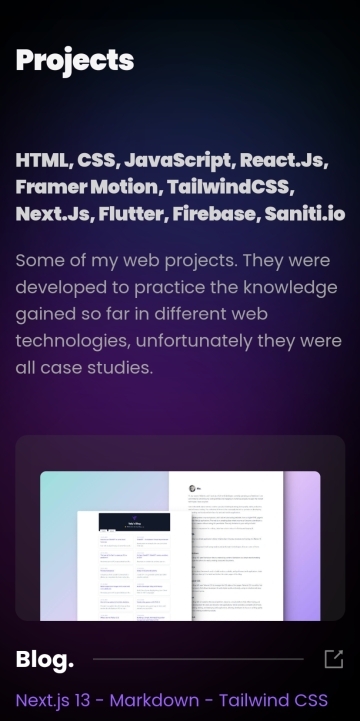 Projects
HTML, CSS, JavaScript, React.Js,
Framer Motion, TailwindCSS,
Next.Js, Flutter, Firebase, Saniti.io
Some of my web projects. They were
developed to practice the knowledge
gained so far in different web
technologies, unfortunately they were
all case studies.
Blog.
Next.js 13 - Markdown - Tailwind CSS